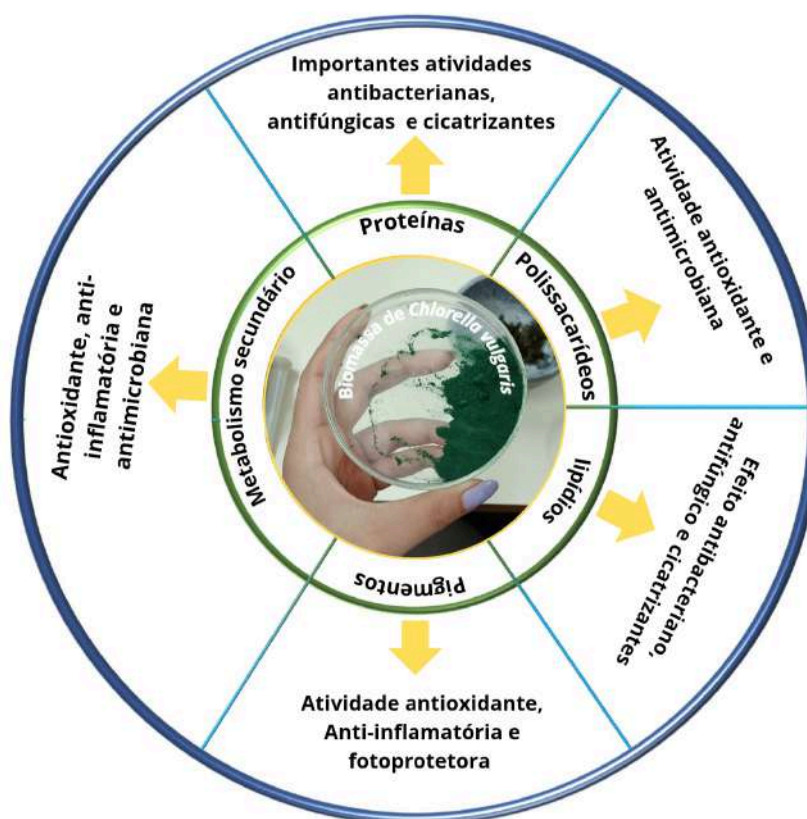 Importantes atividades
antibacterianas,
antifúngicas e cicatrizantes
Proteínas
Polissacarídeos
Atividade antioxidante e
antimicrobiana
lipídios
Efeito antibacteriano,
antifúngico e cicatrizantes
Pigmentos
Atividade antioxidante,
Anti-inflamatória e
fotoprotetora
Metabolismo secundário
Antioxidante, anti-
inflamatória e
antimicrobiana
Biomassa de Chlorella vulgaris